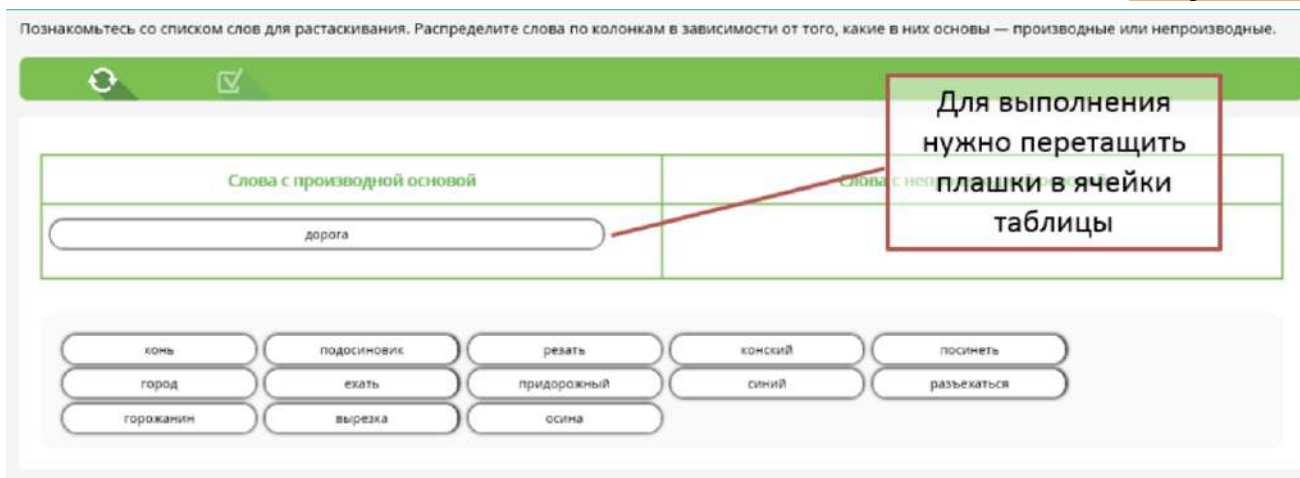 Познакомьтесь со списком слов для растаскивания. Распределите слова по колонкам в зависимости от того, какие в них основы — производные или непроизводные.
Для выполнения
нужно перетащить
плашки в ячейки
таблицы
Слова с производной основой
Слова с
дорога
конь подосиновик резать конский посинеть
город ехать придорожный синий разъехаться
горожанин вырезка осина